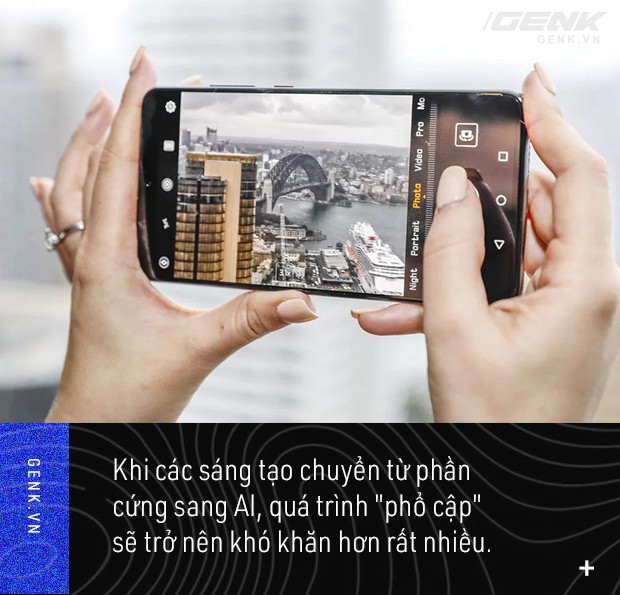 GENK
GENK.VN
Mo
Pro
Video
Photo
Portrait
Night
GENK.VN
Khi các sáng tạo chuyển từ phần
cứng sang AI, quá trình "phổ cập"
sẽ trở nên khó khăn hơn rất nhiều.
+